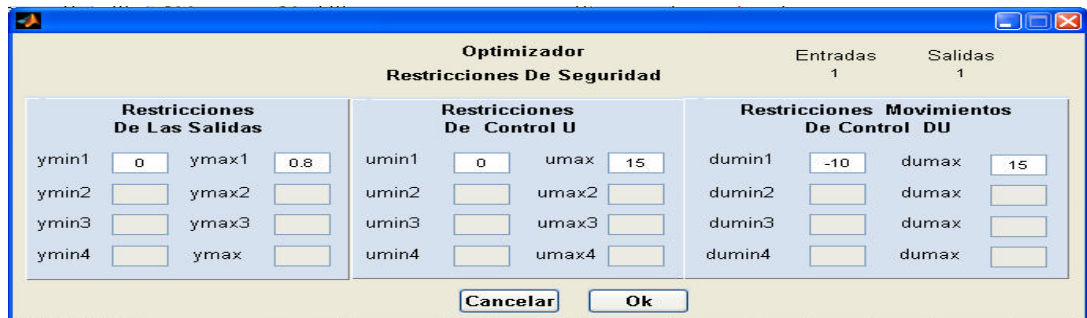 Optimizador
Restricciones De Seguridad
Entradas Salidas
1 1
Restricciones
De Las Salidas
Restricciones
De Control U
Restricciones Movimientos
De Control DU
ymin1 0 ymax1 0.8 umin1 0 umax 15 dumin1 -10 dumax 15
ymin2 ymax2 umin2 umax2 dumin2 dumax
ymin3 ymax3 umin3 umax3 dumin3 dumax
ymin4 ymax umin4 umax4 dumin4 dumax
Cancelar Ok